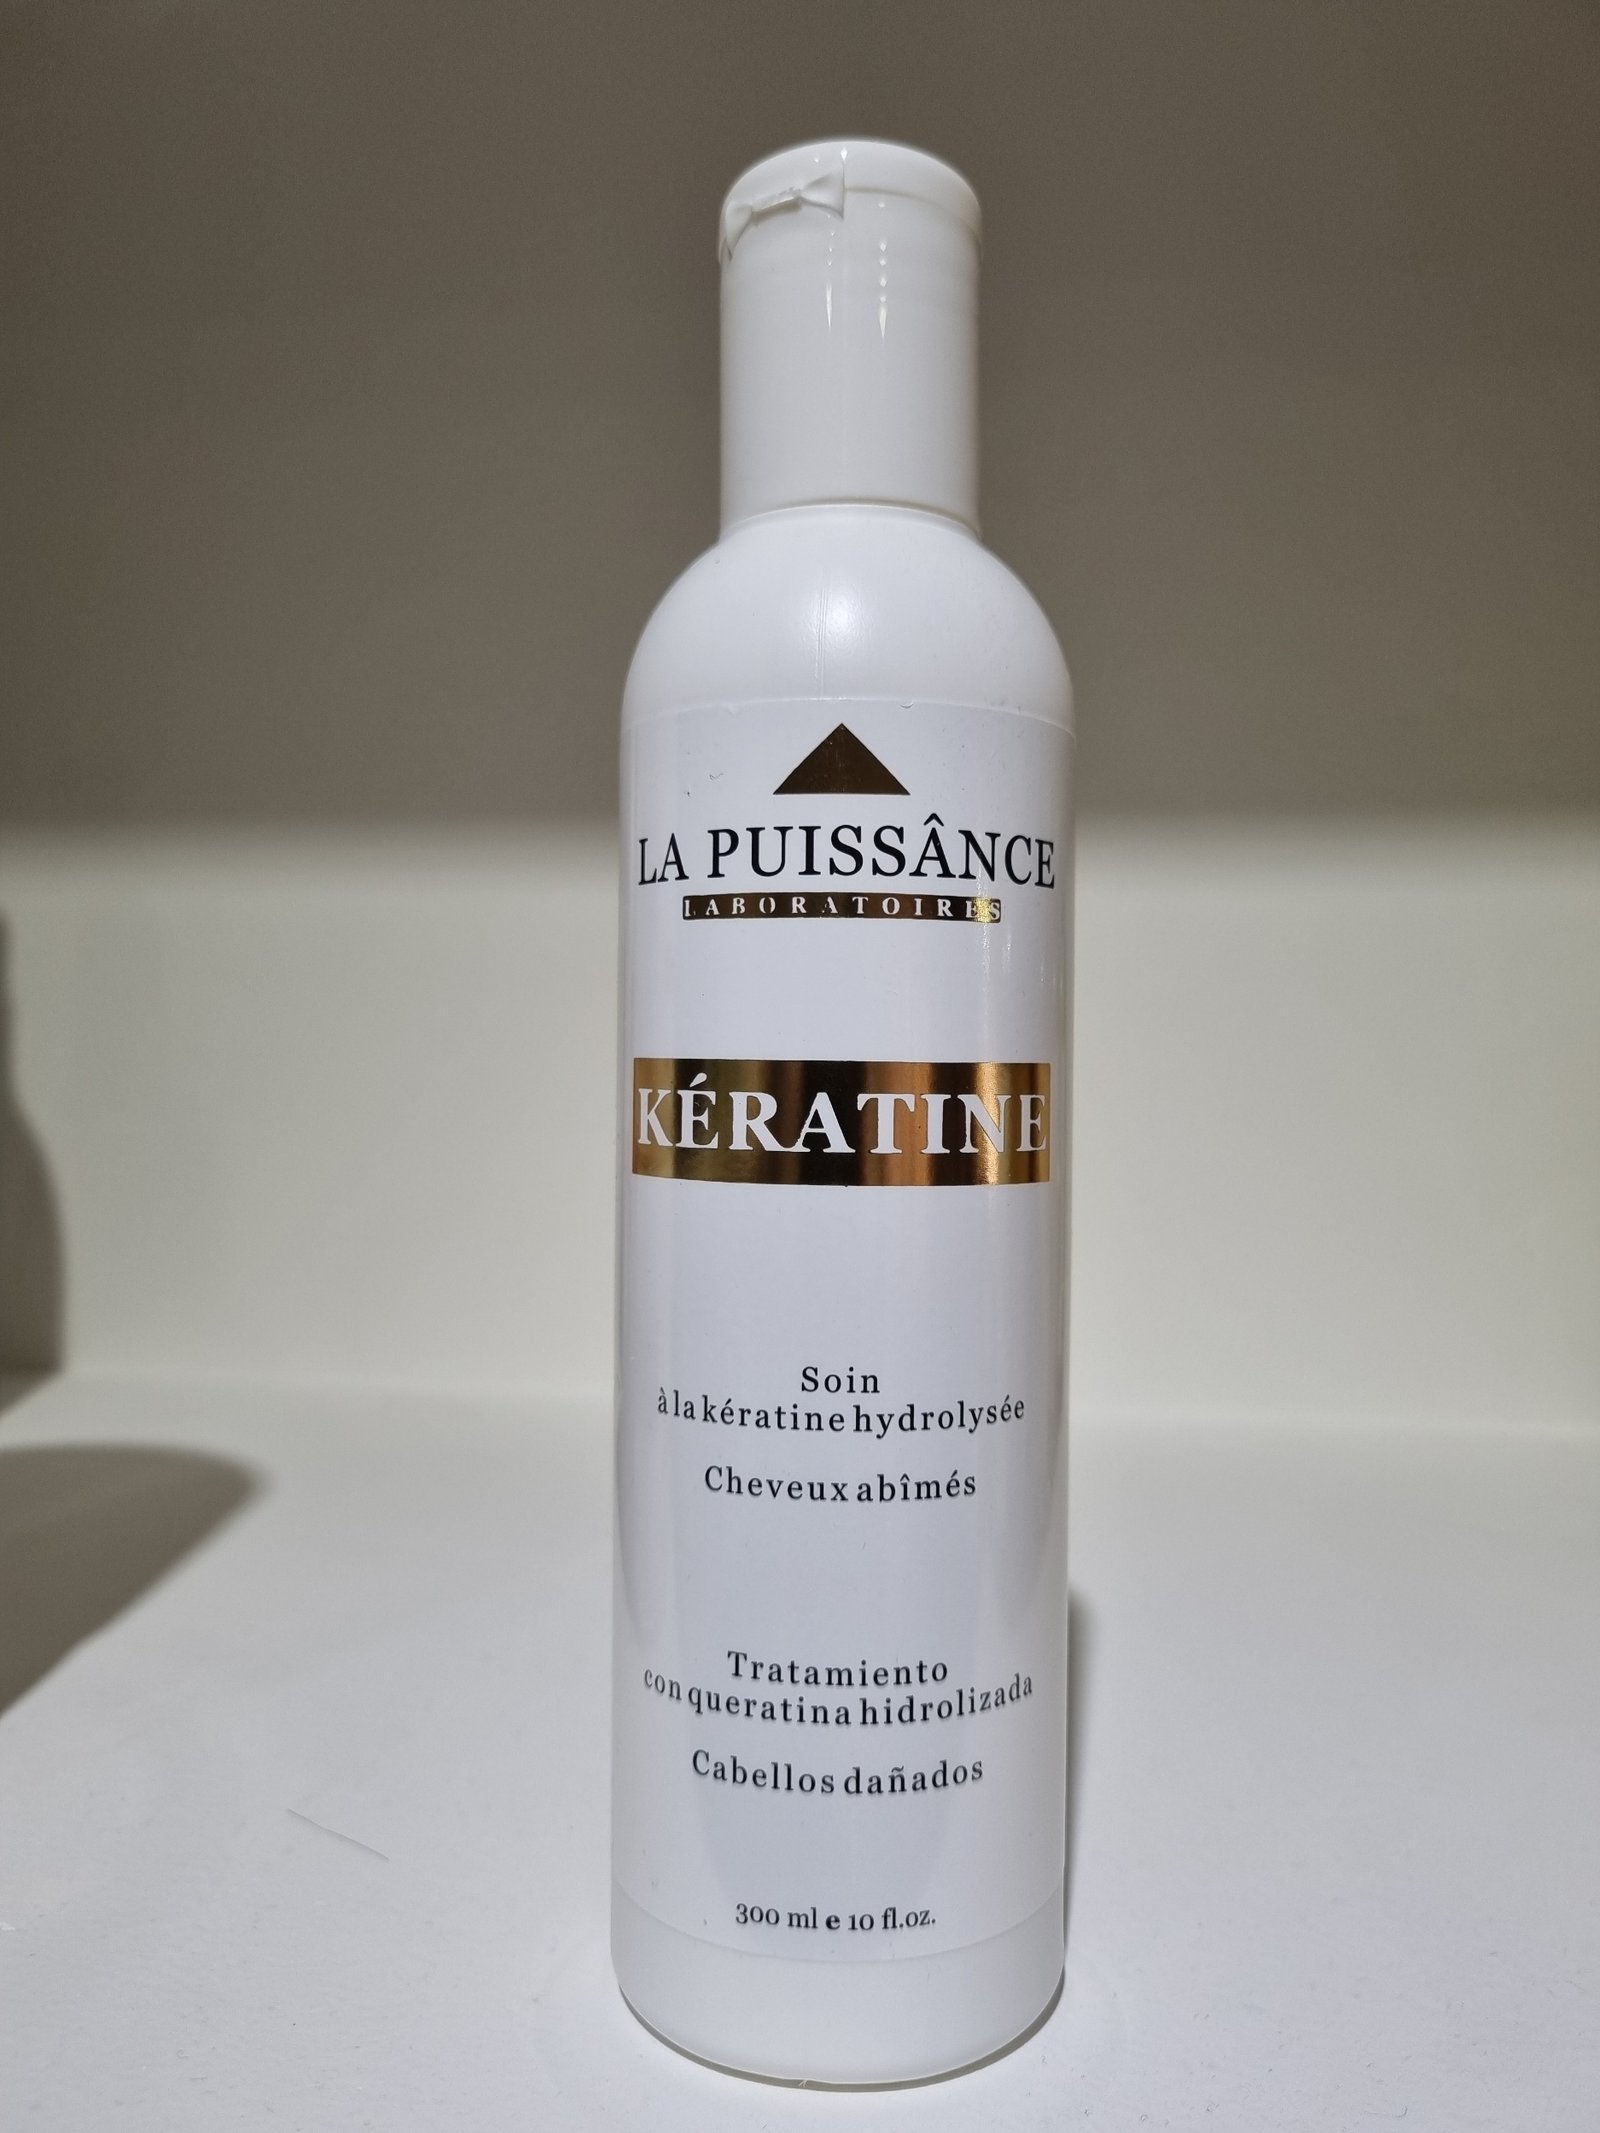 LA PUISSÂNCE
LABORATOIRES
KÉRATINE
Soin
à la kératine hydrolysée
Cheveux abîmés
Tratamiento
con queratina hidrolizada
Cabellos dañados
300 ml e 10 fl.oz.